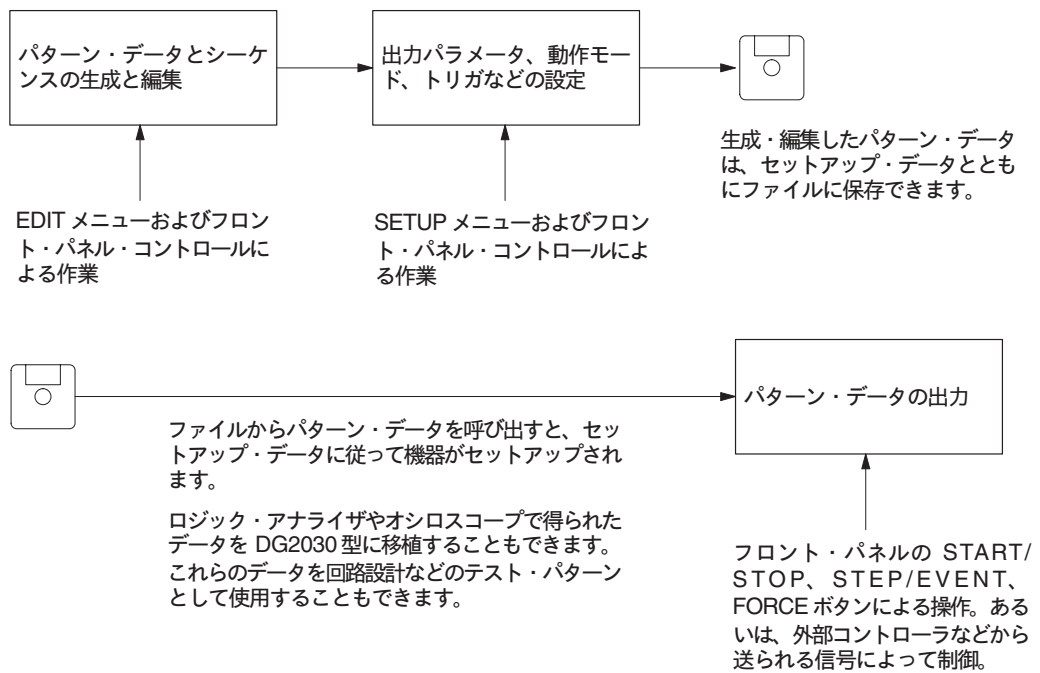 パターン・データとシーケ
ンスの生成と編集
出力パラメータ、動作モー
ド、トリガなどの設定
生成・編集したパターン・データ
は、セットアップ・データととも
にファイルに保存できます。
EDIT メニューおよびフロン
ト・パネル・コントロールに
よる作業
SETUP メニューおよびフロン
ト・パネル・コントロールによ
る作業
パターン・データの出力
ファイルからパターン・データを呼び出すと、セッ
トアップ・データに従って機器がセットアップされ
ます。
ロジック・アナライザやオシロスコープで得られた
データを DG2030 型に移植することもできます。
これらのデータを回路設計などのテスト・パターン
として使用することもできます。
フロント・パネルの START/
STOP、STEP/EVENT、
FORCE ボタンによる操作。ある
いは、外部コントローラなどから
送られる信号によって制御。